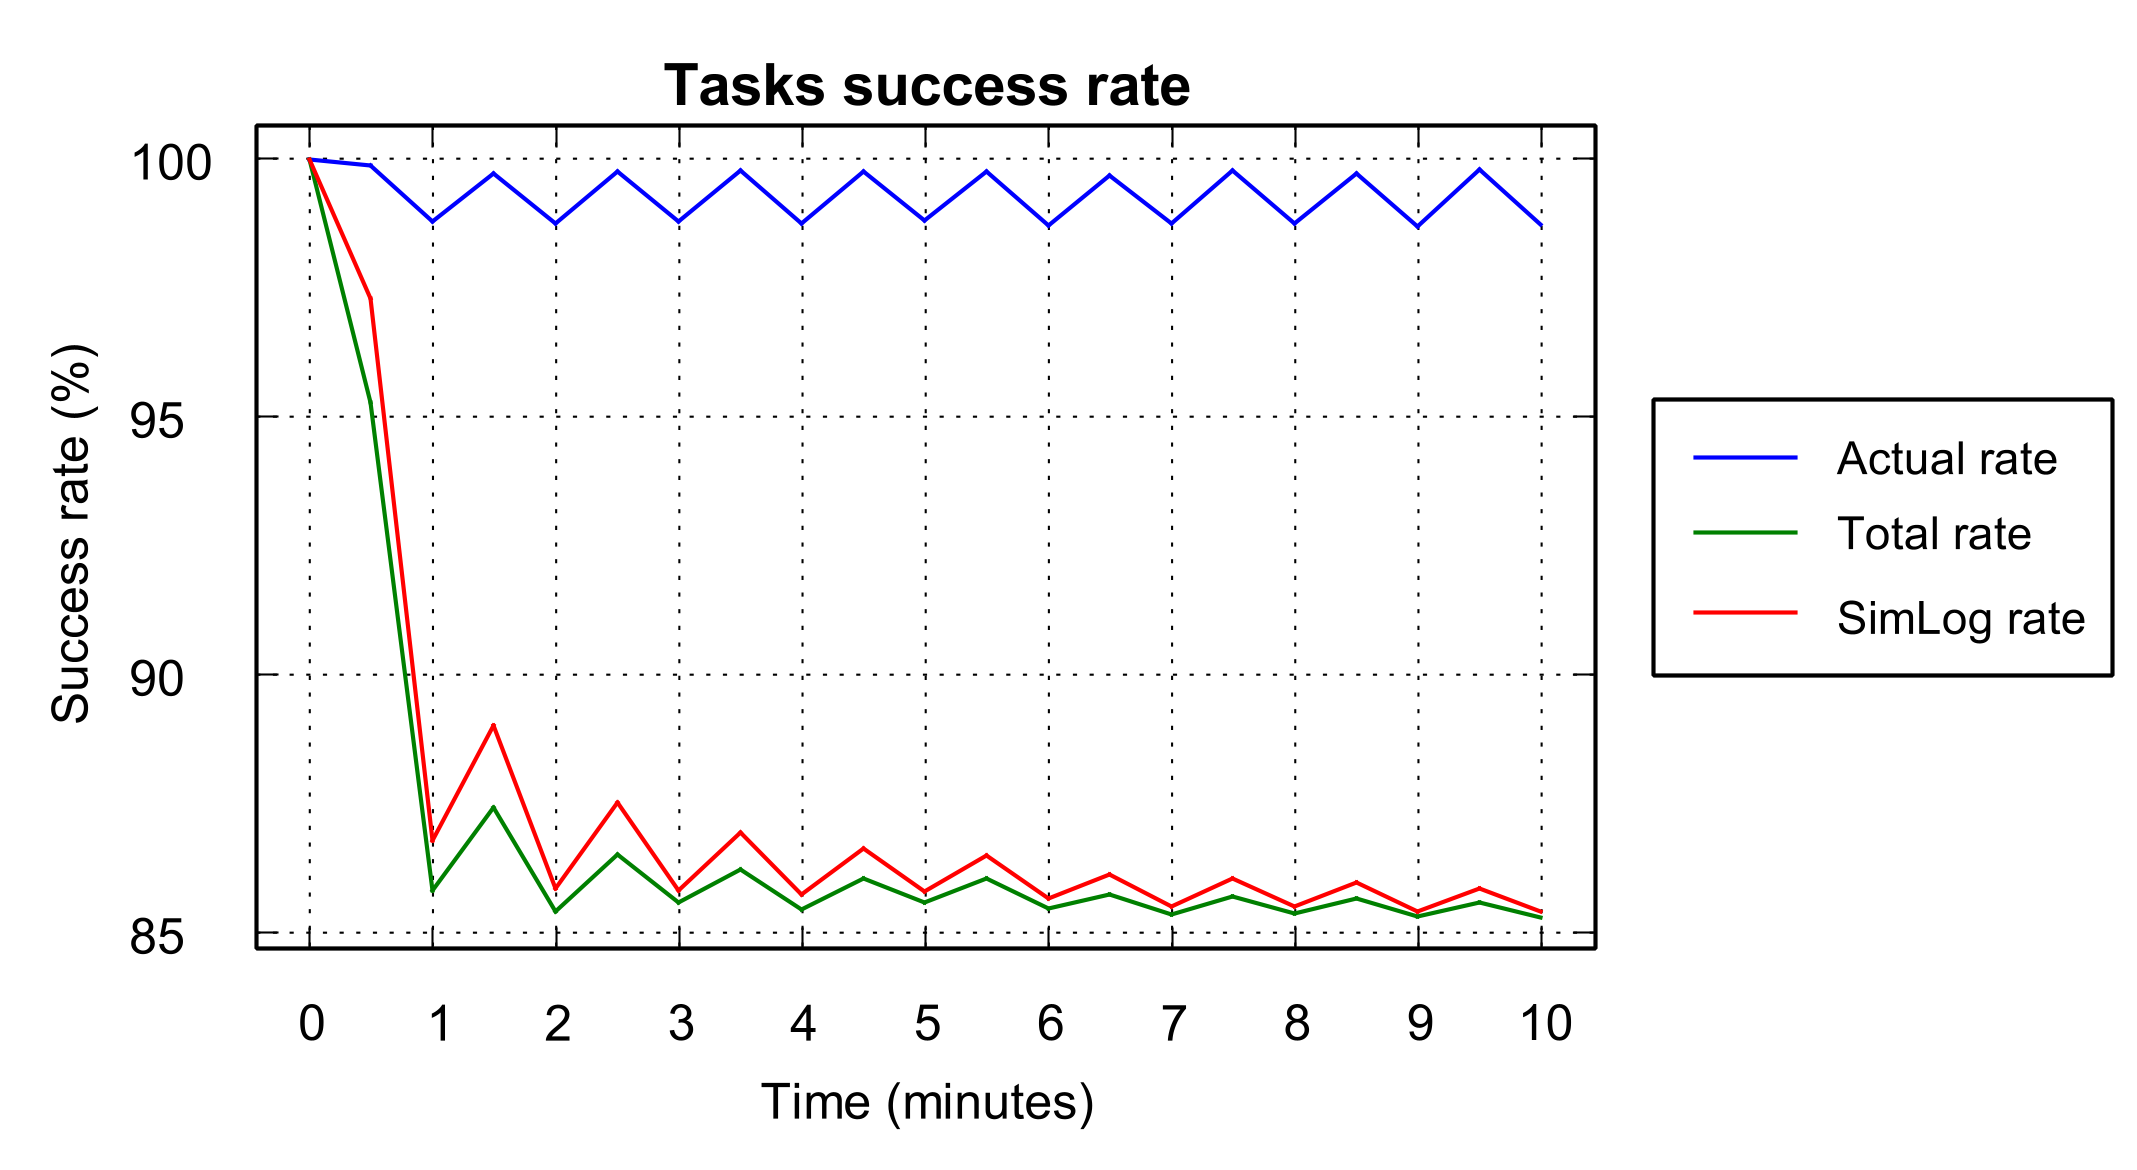 Tasks success rate
100
95
90
85
Success rate (%)
0 1 2 3 4 5 6 7 8 9 10
Time (minutes)
Actual rate
Total rate
SimLog rate